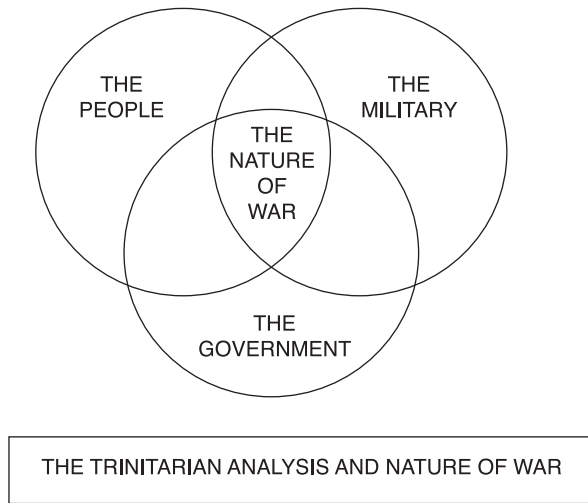 THE
PEOPLE
THE
MILITARY
THE
NATURE
OF
WAR
THE
GOVERNMENT
THE TRINITARIAN ANALYSIS AND NATURE OF WAR